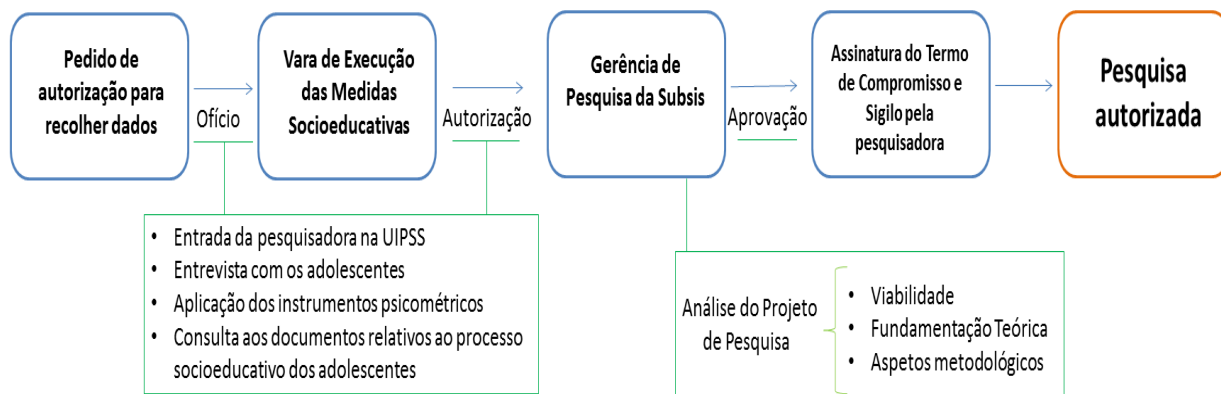 Pedido de
autorização para
recolher dados
Ofício
Vara de Execução
das Medidas
Socioeducativas
Autorização
Gerência de
Pesquisa da Subsis
Aprovação
Assinatura do Termo
de Compromisso e
Sigilo pela
pesquisadora
Pesquisa
autorizada
• Entrada da pesquisadora na UIPSS
• Entrevista com os adolescentes
• Aplicação dos instrumentos psicométricos
• Consulta aos documentos relativos ao processo
socioeducativo dos adolescentes
Análise do Projeto
de Pesquisa
• Viabilidade
• Fundamentação Teórica
• Aspetos metodológicos